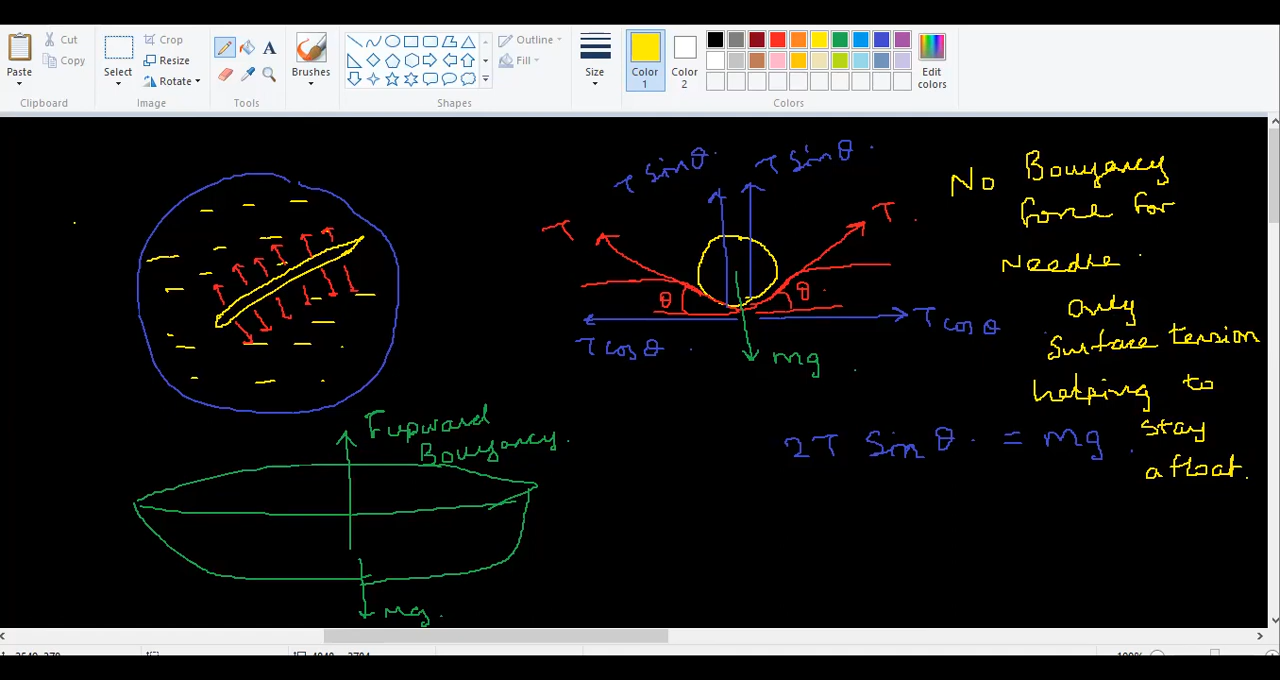 Paste
Cut
Copy
Clipboard
Select
Crop
Resize
Rotate
Image
A
Tools
Brushes
Outline
Fill
Shapes
Size
Color
1
Color
2
Edit
colors
Colors
T Sin θ
T Sin θ
T
T
θ
θ
T Cos θ
T Cos θ
mg
2T Sin θ = mg
No Bouyancy
force for
Needle
Only
Surface tension
helping to
stay
afloat.
Fupward
Bouyancy
mg